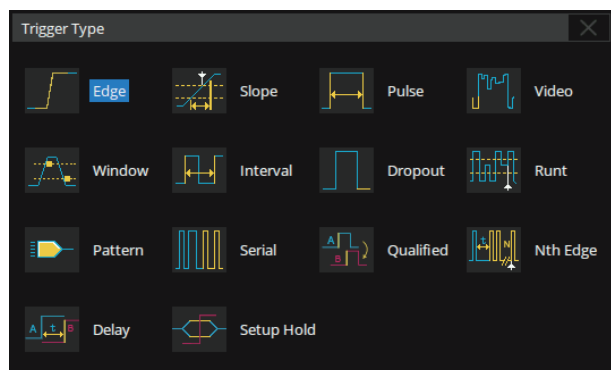 Trigger Type
Edge Slope Pulse Video
Window Interval Dropout Runt
Pattern Serial A B Qualified N Nth Edge
A t B Delay Setup Hold